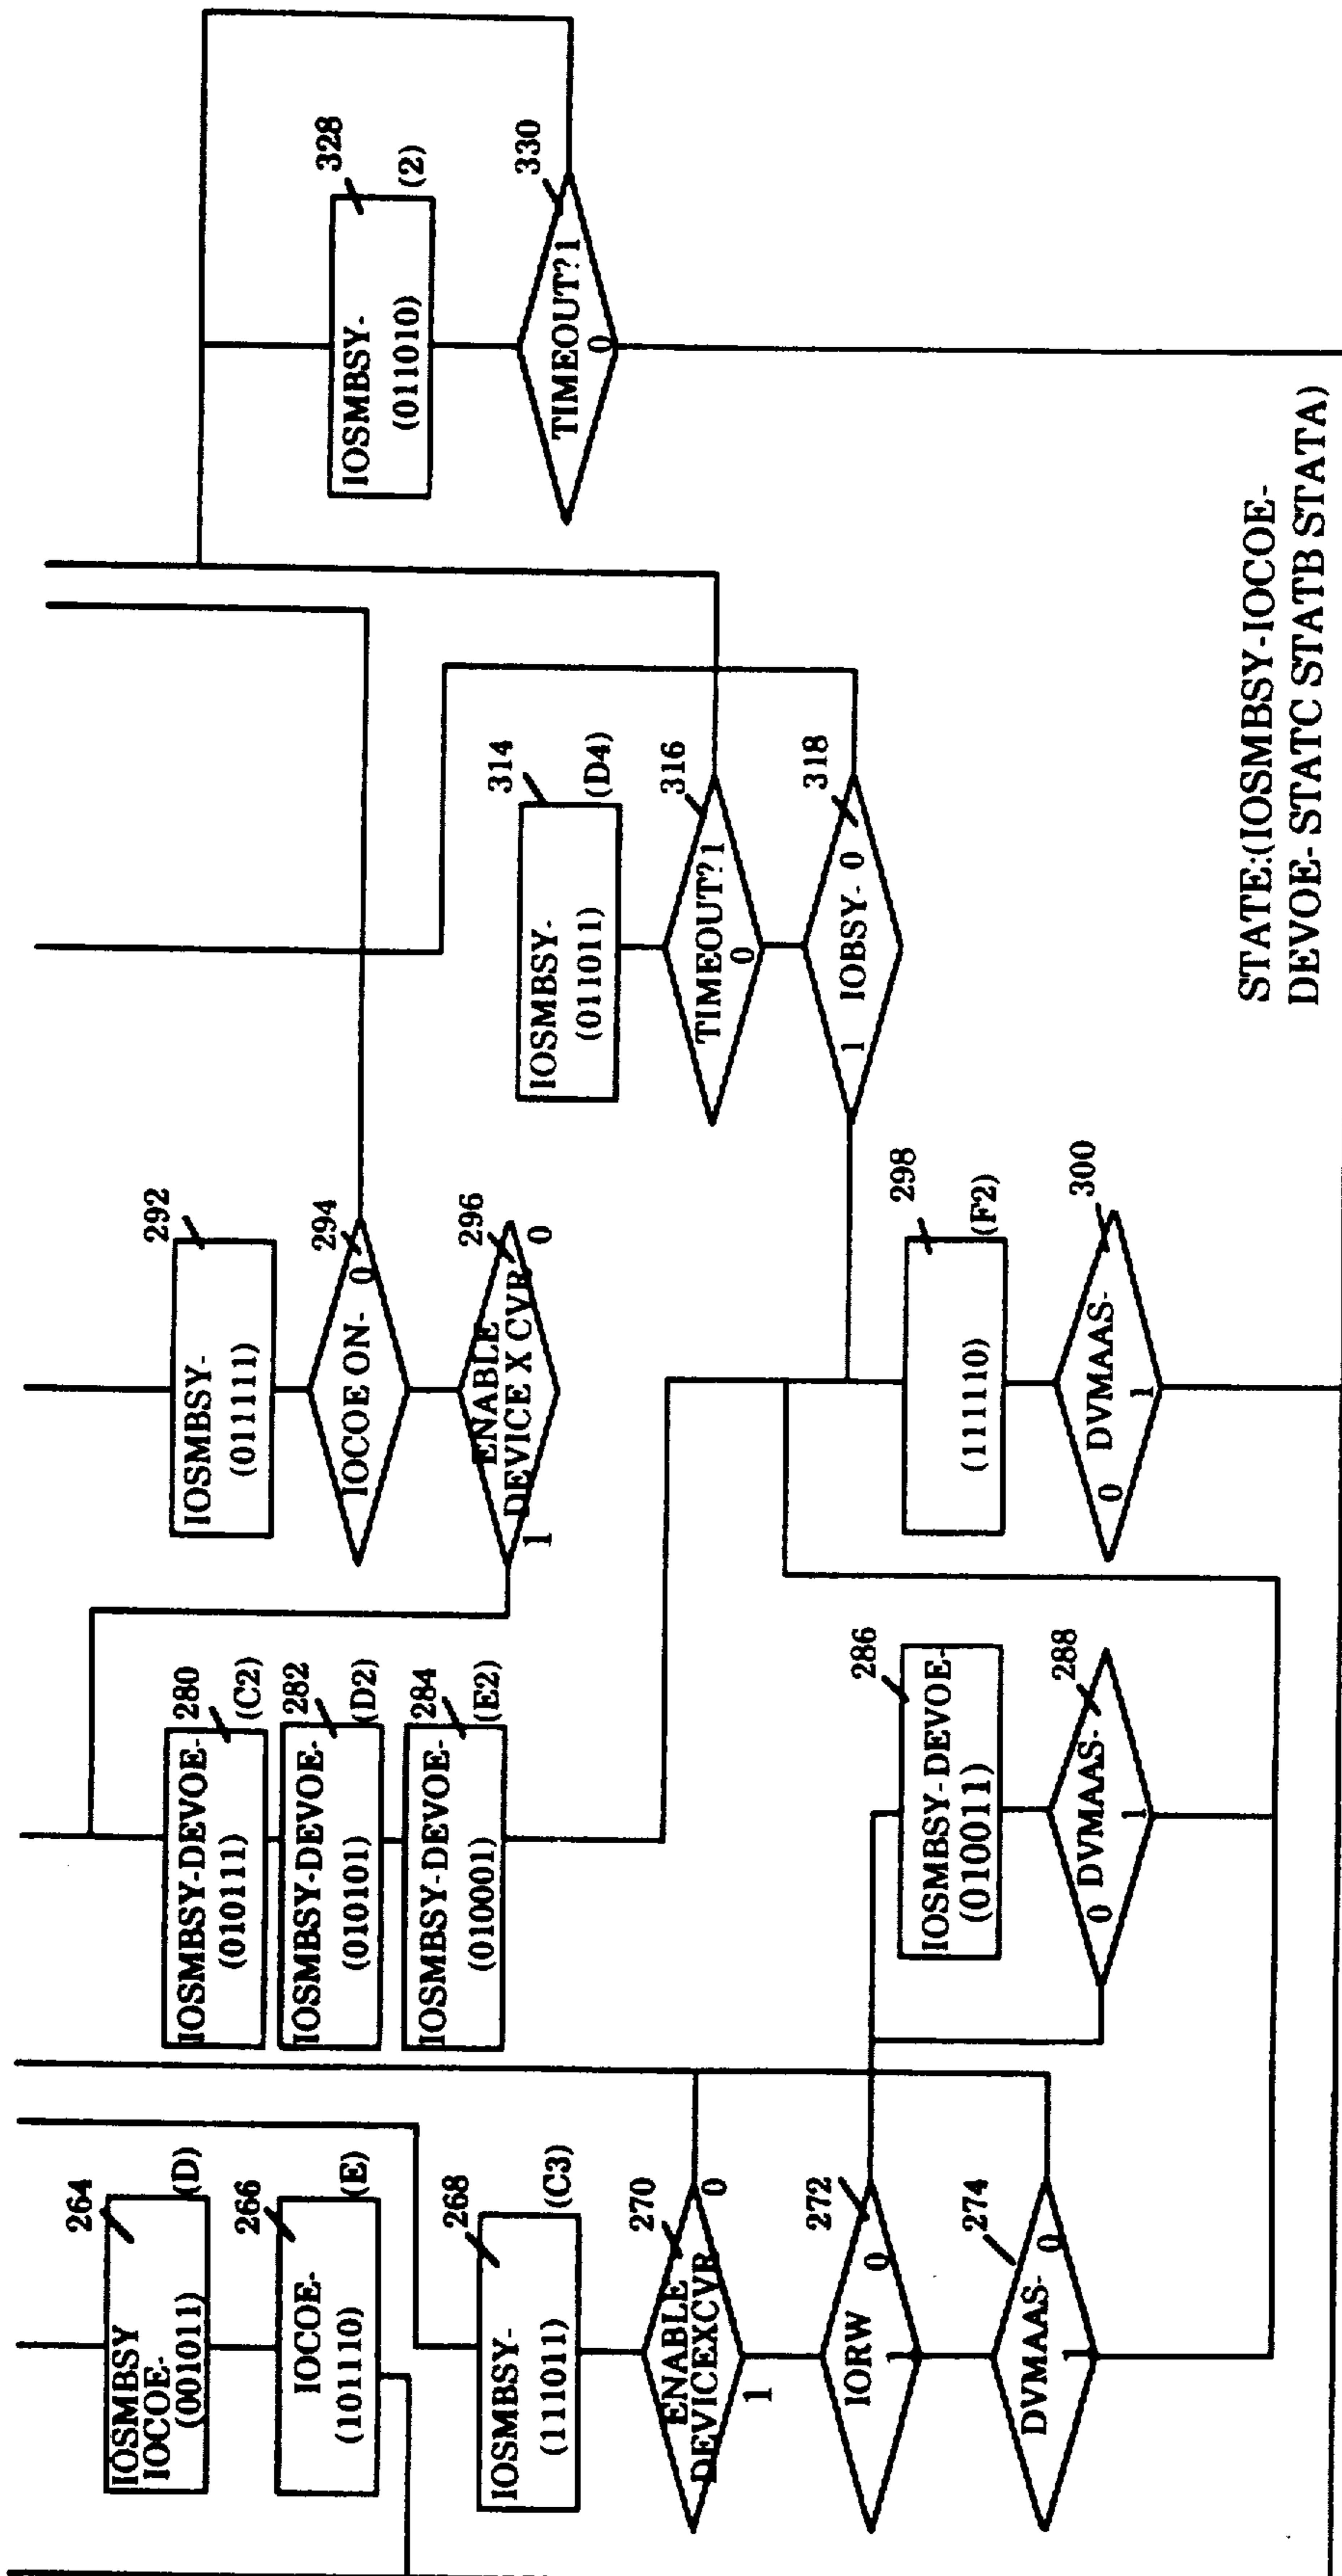 264
IOSMBSY
IOCOE-
(001011)
(D)
266
IOCOE-
(101110)
(E)
268
IOSMBSY-
(111011)
(C3)
270
ENABLE
DEVICEXCVR
0
1
272
IORW
0
1
274
DVMAAS-
0
1
280
IOSMBSY-DEVOE-
(010111)
(C2)
282
IOSMBSY-DEVOE-
(010101)
(D2)
284
IOSMBSY-DEVOE-
(010001)
(E2)
286
IOSMBSY-DEVOE-
(010011)
288
0 DVMAAS-
1
292
IOSMBSY-
(011111)
294
IOCOE ON-
0
296
ENABLE
DEVICE X CVR
0
1
298
(111110)
(F2)
300
0 DVMAAS-
1
314
IOSMBSY-
(011011)
(D4)
316
TIMEOUT? 1
0
318
1 IOBSY- 0
328
IOSMBSY-
(011010)
(2)
330
TIMEOUT? 1
0
STATE:(IOSMBSY-IOCOE-
DEVOE- STATC STATB STATA)